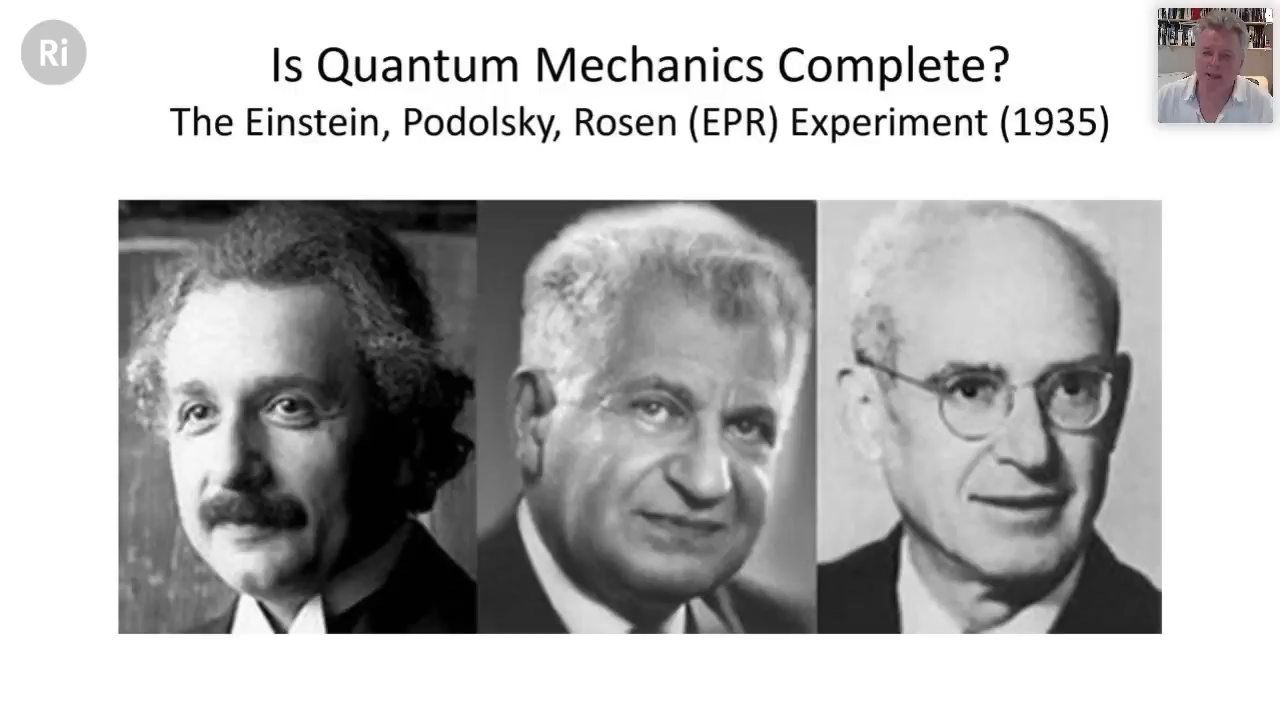 Ri
Is Quantum Mechanics Complete?
The Einstein, Podolsky, Rosen (EPR) Experiment (1935)